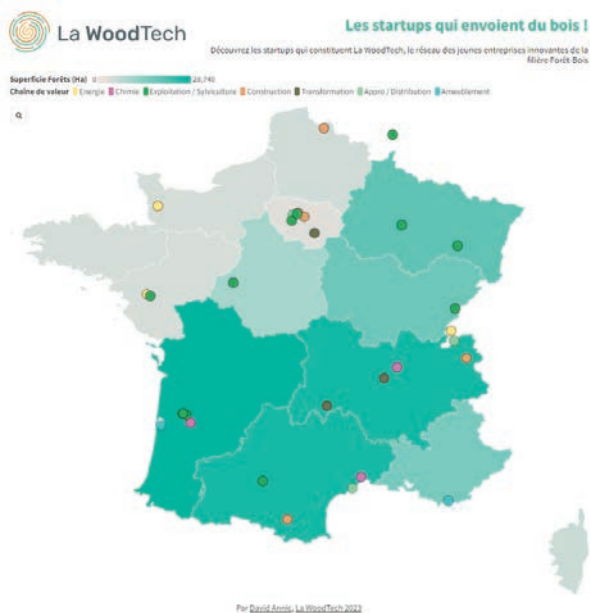 La WoodTech
Les startups qui envoient du bois !
Découvrez les startups qui constituent La WoodTech, le réseau des jeunes entreprises innovantes de la
filière Forêt-Bois
Superficie Forêts (Ha) 0 28,740
Chaîne de valeur Energie Chimie Exploitation / Sylviculture Construction Transformation Appro / Distribution Ameublement
Par David Annic, La WoodTech 2023